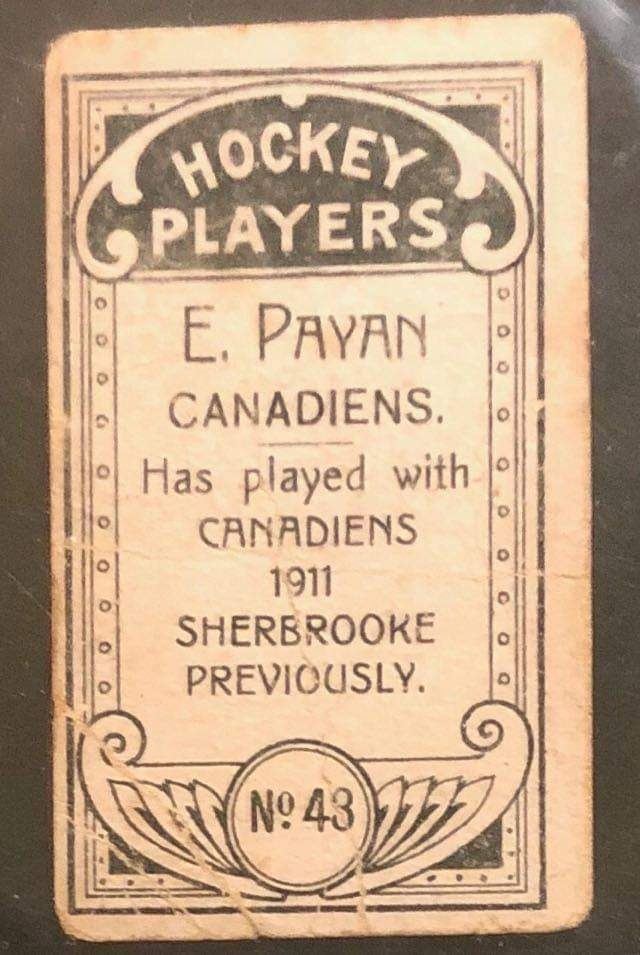 HOCKEY
PLAYERS
E. PAYAN
CANADIENS.
Has played with
CANADIENS
1911
SHERBROOKE
PREVIOUSLY.
Nº 43